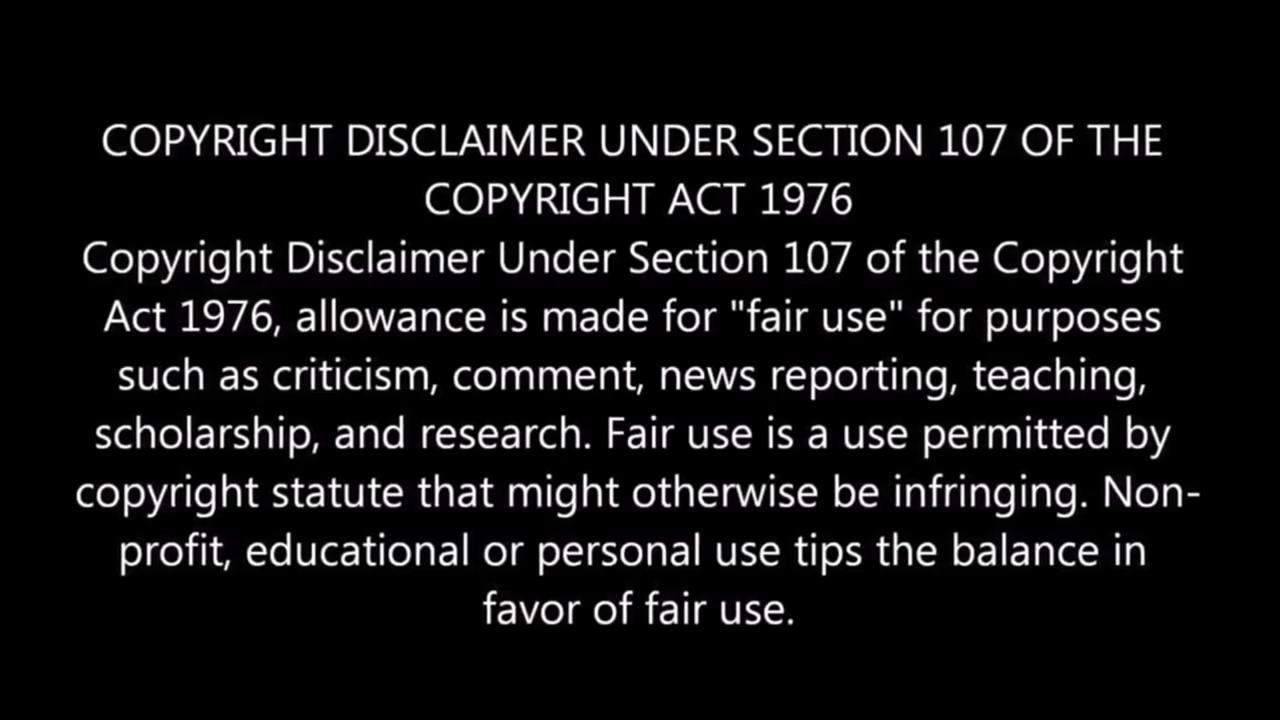 COPYRIGHT DISCLAIMER UNDER SECTION 107 OF THE
COPYRIGHT ACT 1976
Copyright Disclaimer Under Section 107 of the Copyright
Act 1976, allowance is made for "fair use" for purposes
such as criticism, comment, news reporting, teaching,
scholarship, and research. Fair use is a use permitted by
copyright statute that might otherwise be infringing. Non-
profit, educational or personal use tips the balance in
favor of fair use.